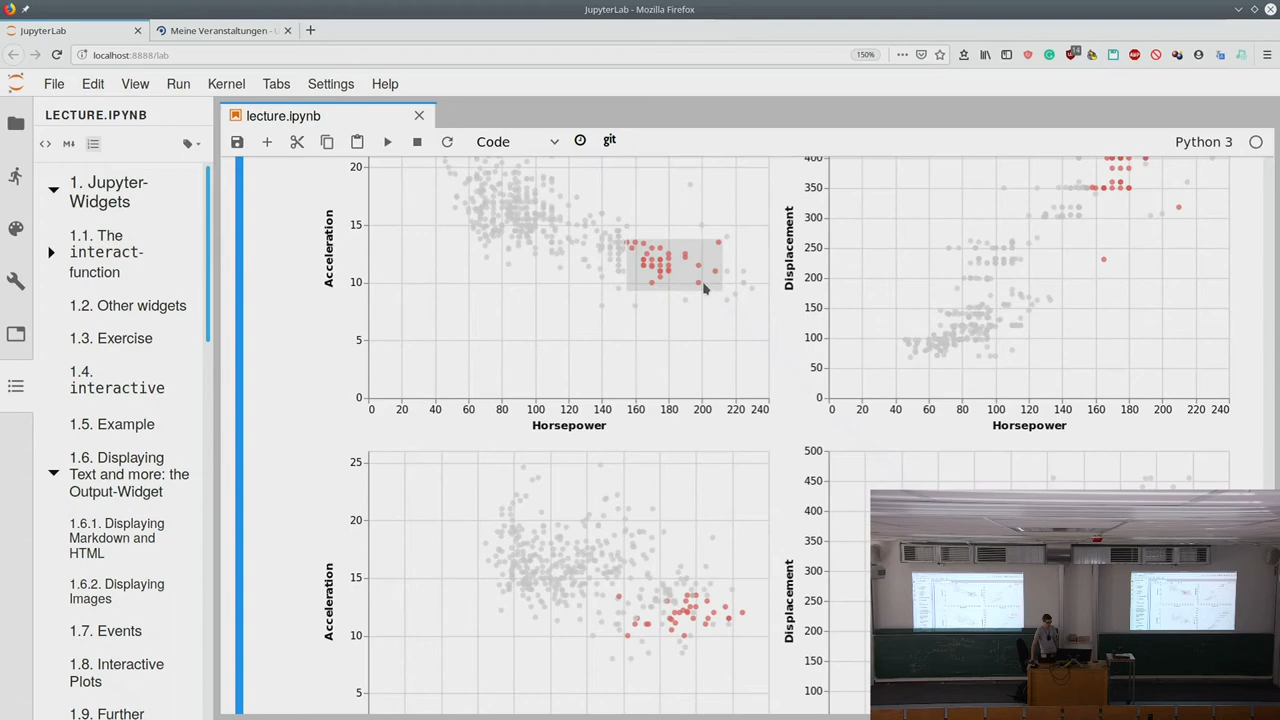 JupyterLab - Mozilla Firefox
JupyterLab
Meine Veranstaltungen -
localhost:8888/lab
150%
14
ABP
File Edit View Run Kernel Tabs Settings Help
LECTURE.IPYNB
lecture.ipynb
Code
git
Python 3
1. Jupyter-
Widgets
1.1. The
interact-
function
1.2. Other widgets
1.3. Exercise
1.4.
interactive
1.5. Example
1.6. Displaying
Text and more: the
Output-Widget
1.6.1. Displaying
Markdown and
HTML
1.6.2. Displaying
Images
1.7. Events
1.8. Interactive
Plots
1.9. Further
20
15
10
5
0
Acceleration
0 20 40 60 80 100 120 140 160 180 200 220 240
Horsepower
400
350
300
250
200
150
100
50
0
Displacement
0 20 40 60 80 100 120 140 160 180 200 220 240
Horsepower
25
20
15
10
5
Acceleration
500
450
400
350
300
250
200
150
100
Displacement